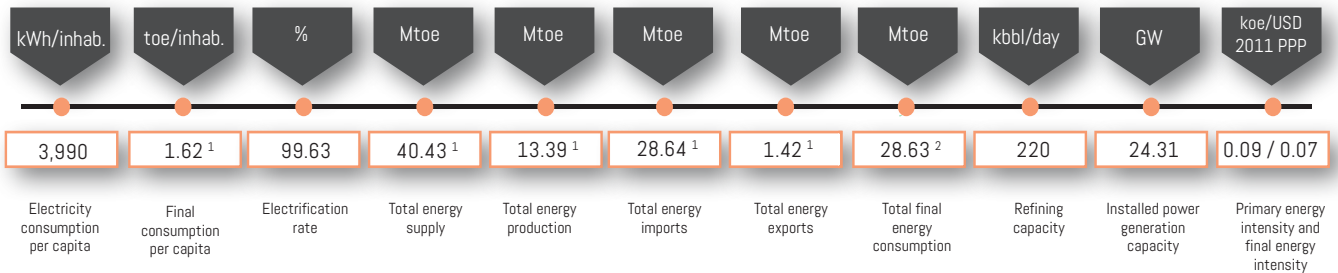 kWh/inhab.
toe/inhab.
%
Mtoe
Mtoe
Mtoe
Mtoe
Mtoe
kbbl/day
GW
koe/USD
2011 PPP
3,990
1.62 ¹
99.63
40.43 ¹
13.39 ¹
28.64 ¹
1.42 ¹
28.63 ²
220
24.31
0.09 / 0.07
Electricity
consumption
per capita
Final
consumption
per capita
Electrification
rate
Total energy
supply
Total energy
production
Total energy
imports
Total energy
exports
Total final
energy
consumption
Refining
capacity
Installed power
generation
capacity
Primary energy
intensity and
final energy
intensity